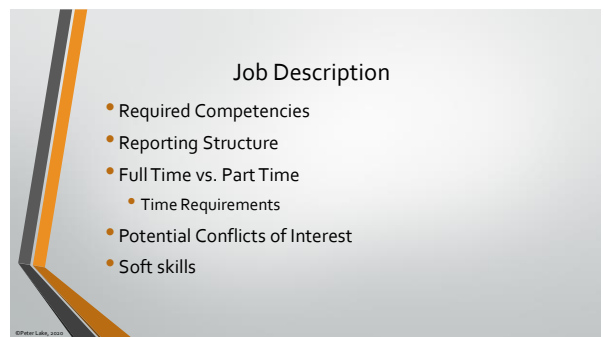 Job Description
• Required Competencies
• Reporting Structure
• Full Time vs. Part Time
• Time Requirements
• Potential Conflicts of Interest
• Soft skills
©Peter Lake, 2020